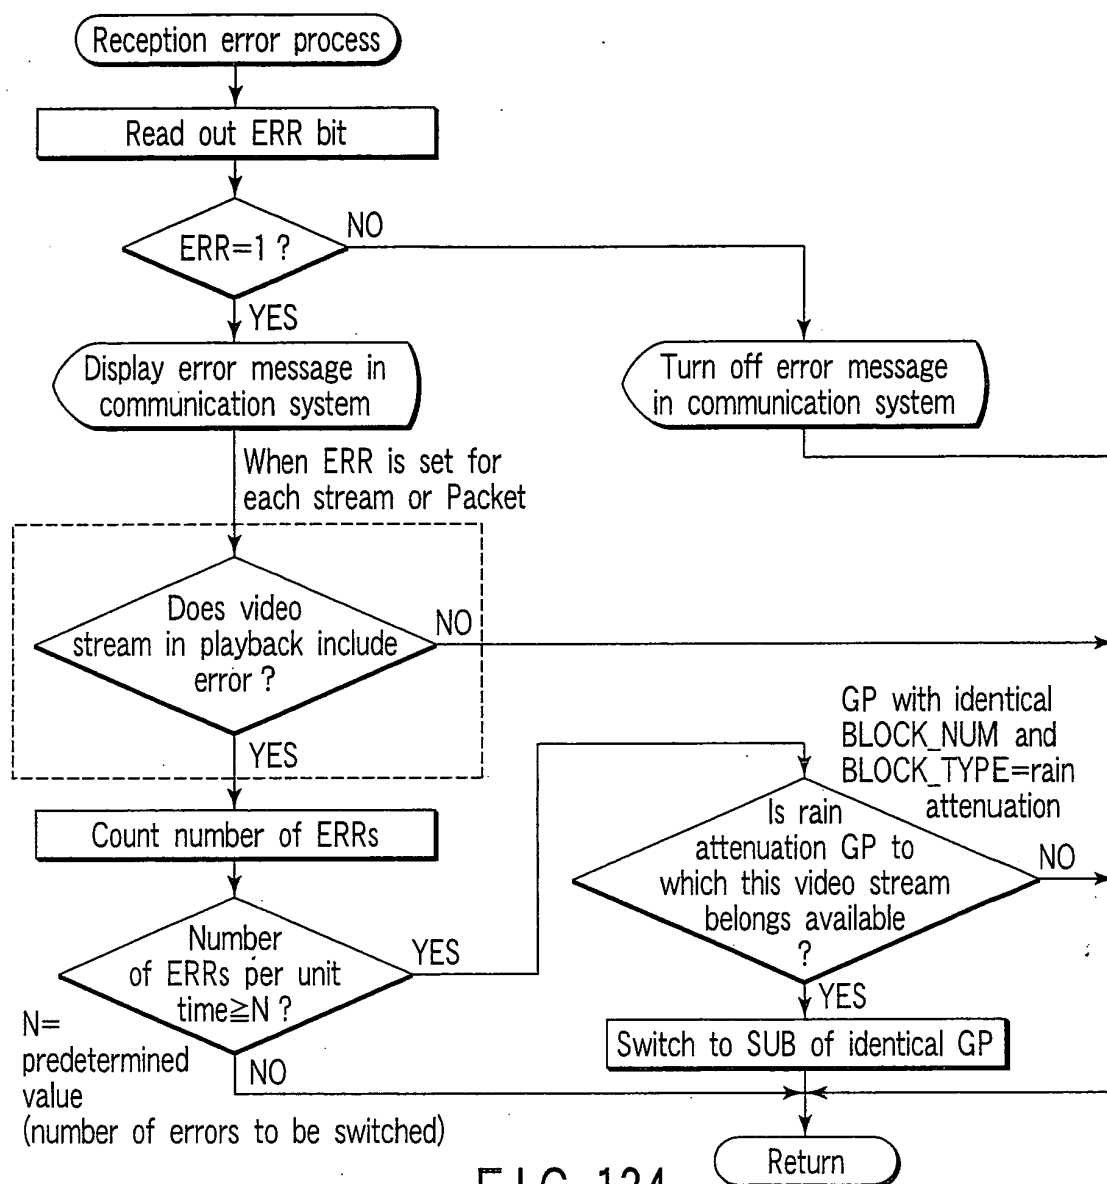 Reception error process
Read out ERR bit
ERR=1 ?
NO
YES
Display error message in
communication system
Turn off error message
in communication system
When ERR is set for
each stream or Packet
Does video
stream in playback include
error ?
NO
YES
GP with identical
BLOCK_NUM and
BLOCK_TYPE=rain
attenuation
Count number of ERRs
Is rain
attenuation GP to
which this video stream
belongs available
?
NO
YES
Number
of ERRs per unit
time≧N ?
YES
NO
N=
predetermined
value
(number of errors to be switched)
Switch to SUB of identical GP
Return
FIG. 124